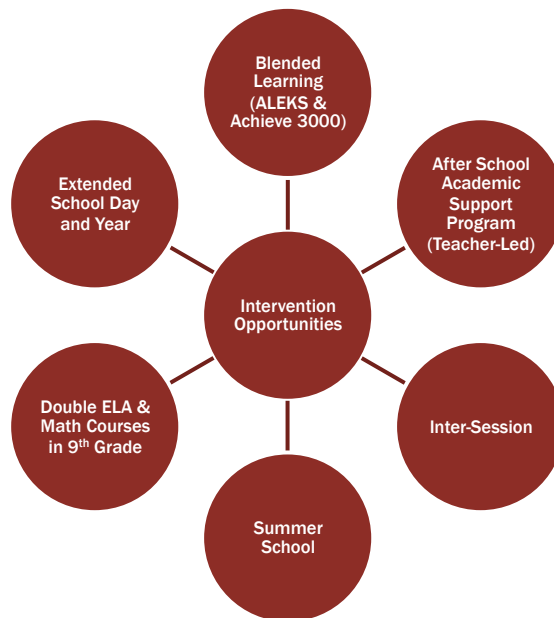 Blended
Learning
(ALEKS &
Achieve 3000)
After School
Academic
Support
Program
(Teacher-Led)
Extended
School Day
and Year
Intervention
Opportunities
Double ELA &
Math Courses
in 9th Grade
Inter-Session
Summer
School